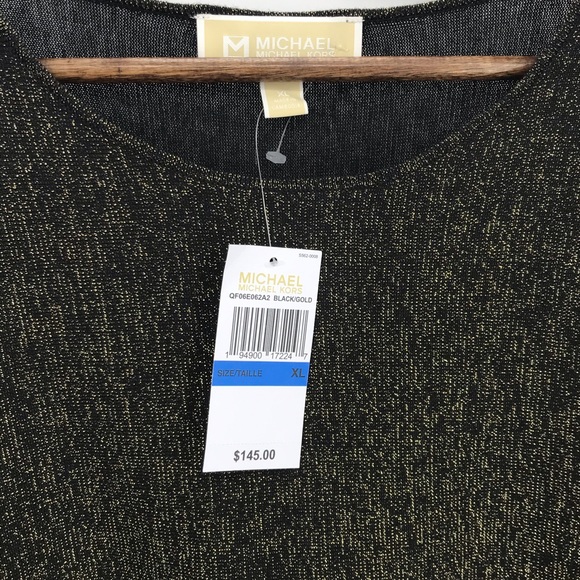 M MICHAEL
MICHAEL KORS
XL
MICHAEL
MICHAEL KORS
QF06E062A2 BLACK/GOLD
1 94900 17224 7
SIZE/TAILLE XL
$145.00